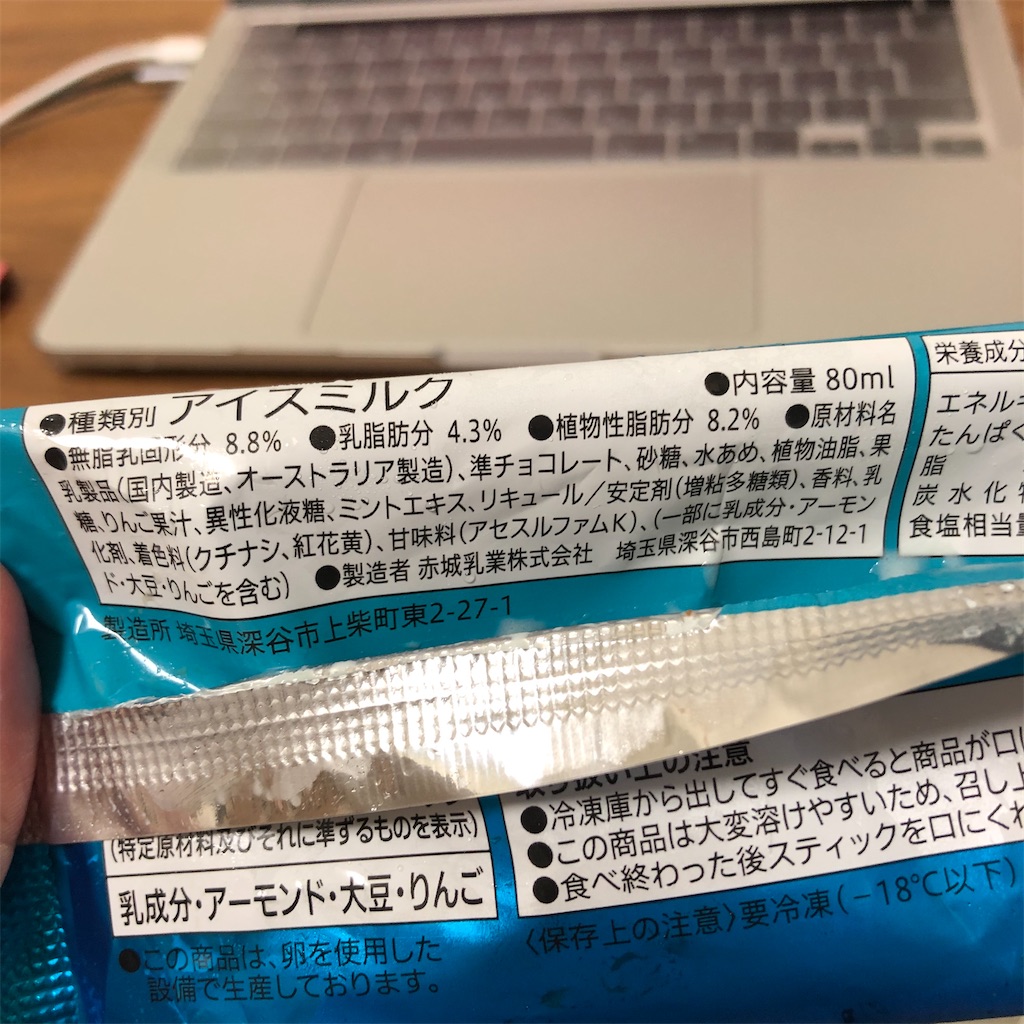 ●種類別 アイスミルク ●内容量 80ml
●無脂乳固形分 8.8% ●乳脂肪分 4.3% ●植物性脂肪分 8.2% ●原材料名
乳製品(国内製造、オーストラリア製造)、準チョコレート、砂糖、水あめ、植物油脂、果
糖、りんご果汁、異性化液糖、ミントエキス、リキュール/安定剤(増粘多糖類)、香料、乳
化剤、着色料(クチナシ、紅花黄)、甘味料(アセスルファムK)、(一部に乳成分・アーモン
ド・大豆・りんごを含む) ●製造者 赤城乳業株式会社 埼玉県深谷市西島町2-12-1
製造所 埼玉県深谷市上柴町東2-27-1
栄養成分
エネルギ
たんぱく
脂
炭水化物
食塩相当量
(特定原材料及びそれに準ずるものを表示)
乳成分・アーモンド・大豆・りんご
●この商品は、卵を使用した
設備で生産しております。
取り扱い上の注意
●冷凍庫から出してすぐ食べると商品が口に
●この商品は大変溶けやすいため、召し上
●食べ終わった後スティックを口にくわ
〈保存上の注意〉要冷凍(-18℃以下)